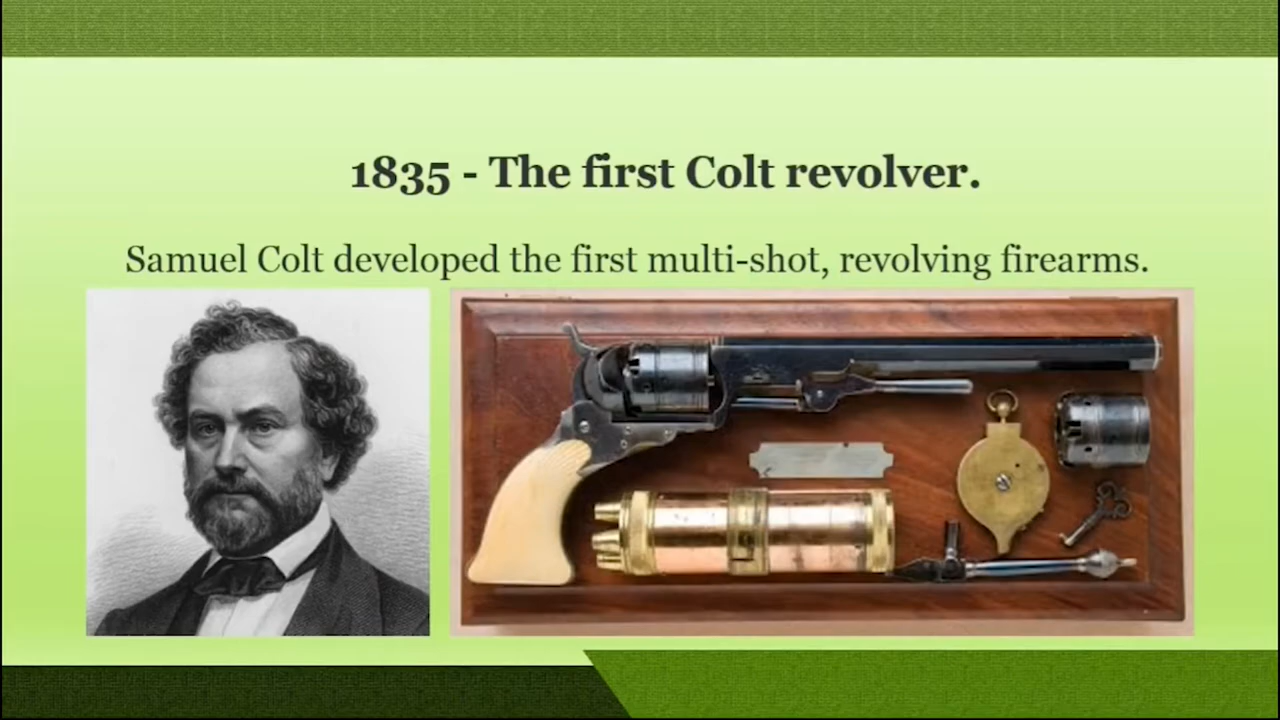 1835 - The first Colt revolver.
Samuel Colt developed the first multi-shot, revolving firearms.